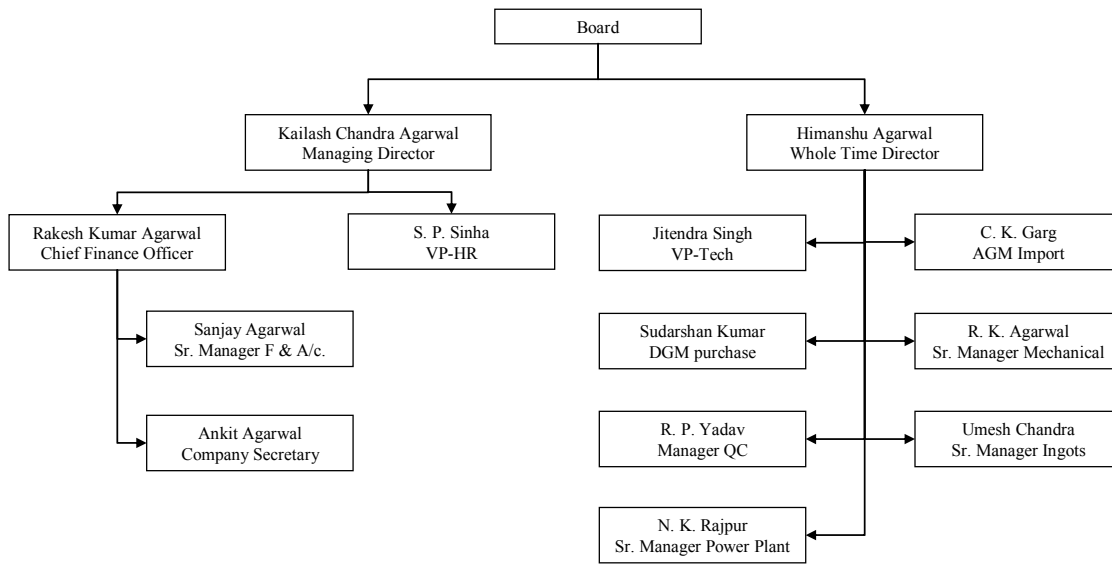 Board
Kailash Chandra Agarwal
Managing Director
Himanshu Agarwal
Whole Time Director
Rakesh Kumar Agarwal
Chief Finance Officer
S. P. Sinha
VP-HR
Jitendra Singh
VP-Tech
C. K. Garg
AGM Import
Sanjay Agarwal
Sr. Manager F & A/c.
Sudarshan Kumar
DGM purchase
R. K. Agarwal
Sr. Manager Mechanical
Ankit Agarwal
Company Secretary
R. P. Yadav
Manager QC
Umesh Chandra
Sr. Manager Ingots
N. K. Rajpur
Sr. Manager Power Plant